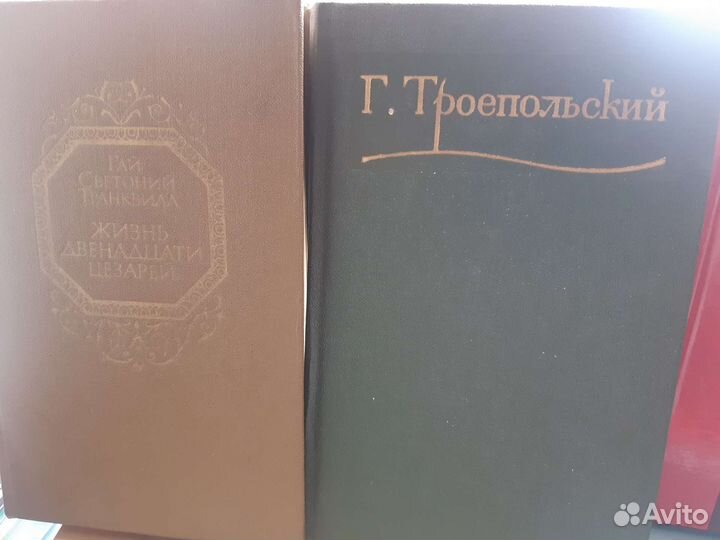 ГАЙ
СВЕТОНИЙ
ТРАНКВИЛЛ
ЖИЗНЬ
ДВЕНАДЦАТИ
ЦЕЗАРЕЙ
Г. Троепольский
Avito